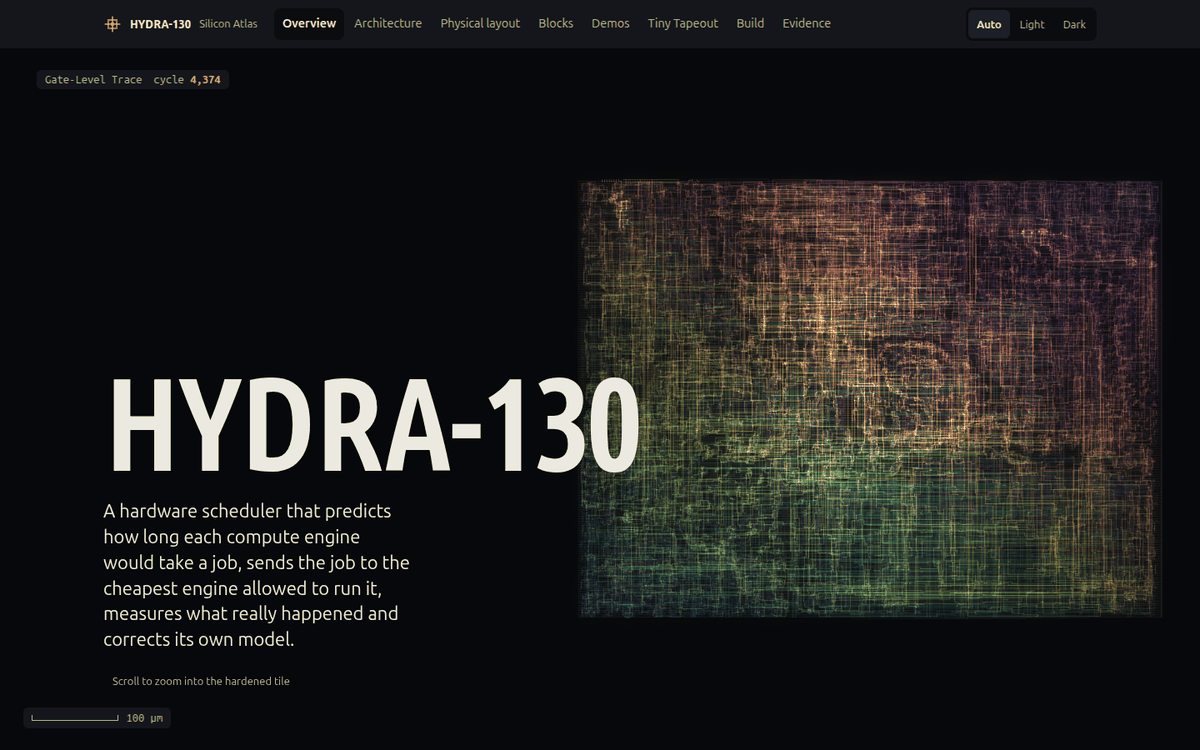 HYDRA-130 Silicon Atlas Overview Architecture Physical layout Blocks Demos Tiny Tapeout Build Evidence Auto Light Dark
Gate-Level Trace cycle 4,374
HYDRA-130
A hardware scheduler that predicts
how long each compute engine
would take a job, sends the job to the
cheapest engine allowed to run it,
measures what really happened and
corrects its own model.
Scroll to zoom into the hardened tile
100 µm